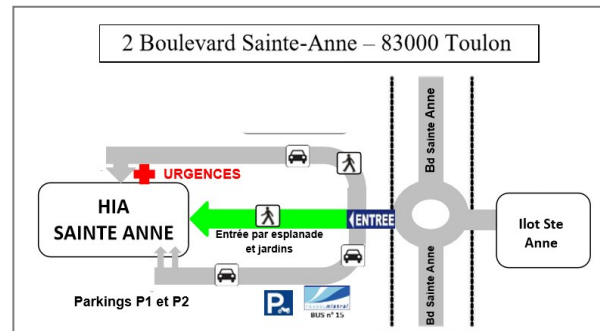 2 Boulevard Sainte-Anne – 83000 Toulon
Bd Sainte Anne
URGENCES
HIA
SAINTE ANNE
ENTREE
Entrée par esplanade
et jardins
Ilot Ste
Anne
Bd Sainte Anne
Parkings P1 et P2
P
mistral
BUS n° 15